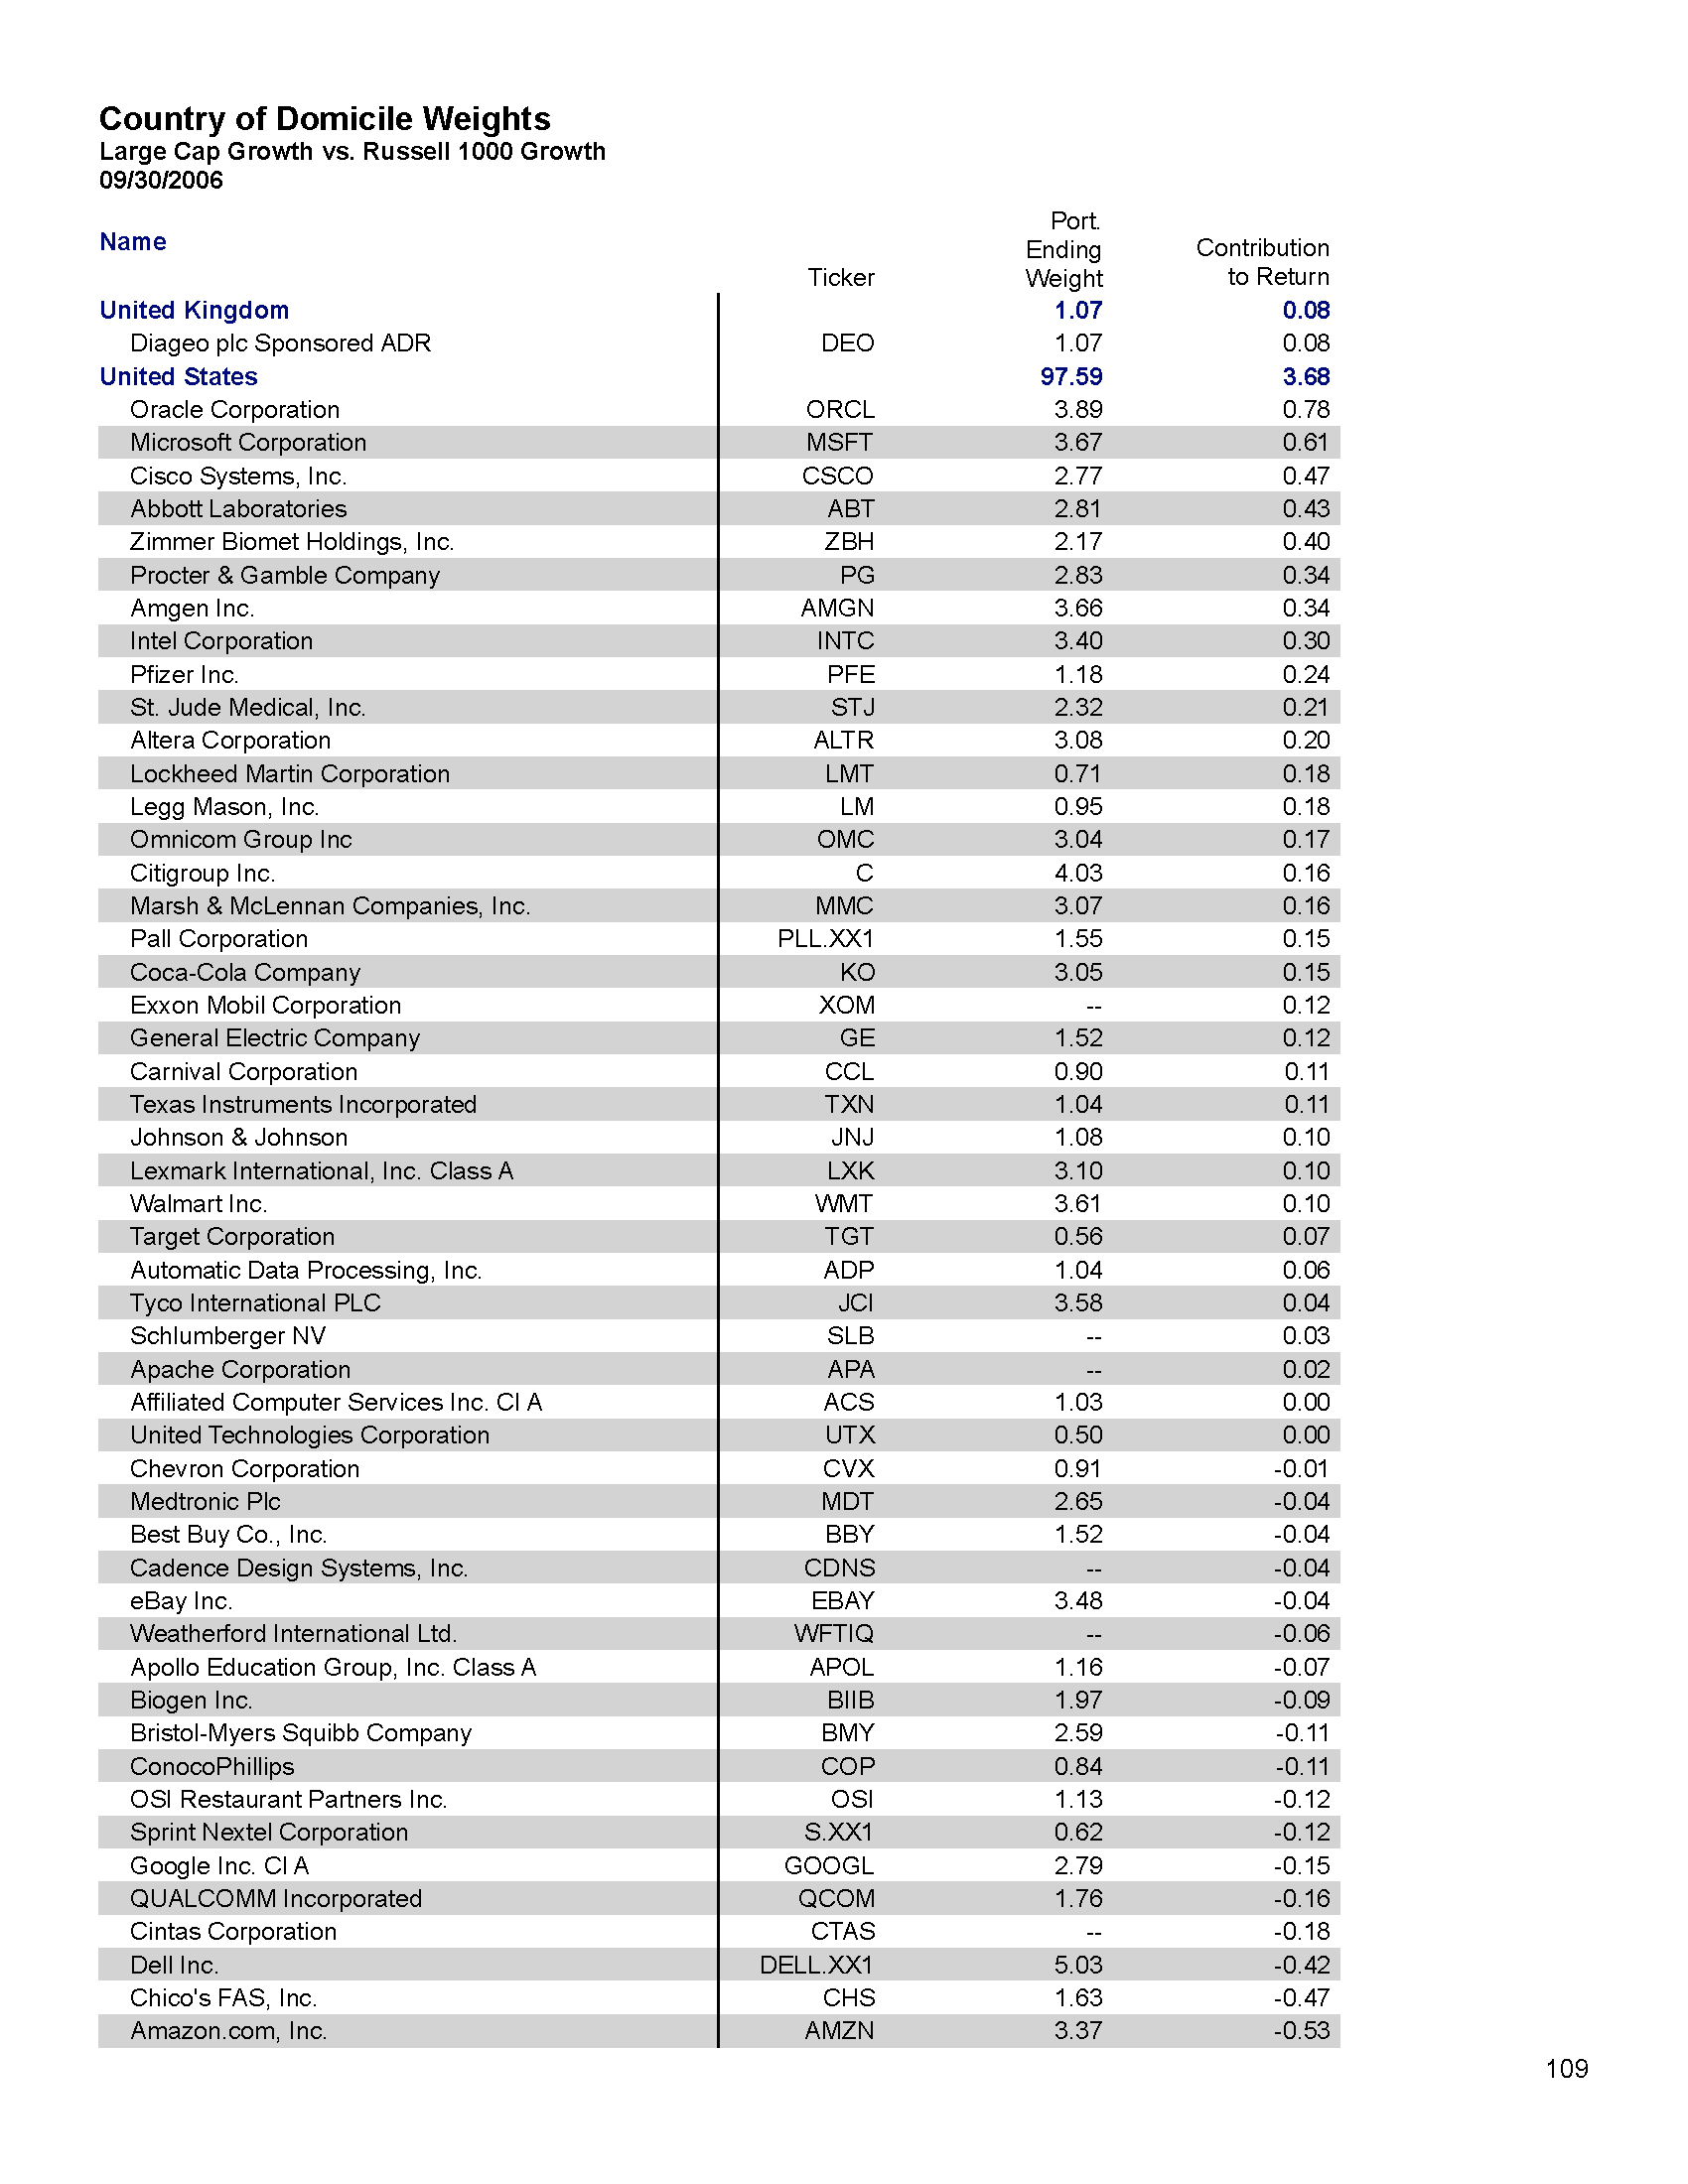 Country of Domicile Weights
Large Cap Growth vs. Russell 1000 Growth
09/30/2006
Name Ticker Port. Ending Weight Contribution to Return
United Kingdom 1.07 0.08
Diageo plc Sponsored ADR DEO 1.07 0.08
United States 97.59 3.68
Oracle Corporation ORCL 3.89 0.78
Microsoft Corporation MSFT 3.67 0.61
Cisco Systems, Inc. CSCO 2.77 0.47
Abbott Laboratories ABT 2.81 0.43
Zimmer Biomet Holdings, Inc. ZBH 2.17 0.40
Procter & Gamble Company PG 2.83 0.34
Amgen Inc. AMGN 3.66 0.34
Intel Corporation INTC 3.40 0.30
Pfizer Inc. PFE 1.18 0.24
St. Jude Medical, Inc. STJ 2.32 0.21
Altera Corporation ALTR 3.08 0.20
Lockheed Martin Corporation LMT 0.71 0.18
Legg Mason, Inc. LM 0.95 0.18
Omnicom Group Inc OMC 3.04 0.17
Citigroup Inc. C 4.03 0.16
Marsh & McLennan Companies, Inc. MMC 3.07 0.16
Pall Corporation PLL.XX1 1.55 0.15
Coca-Cola Company KO 3.05 0.15
Exxon Mobil Corporation XOM -- 0.12
General Electric Company GE 1.52 0.12
Carnival Corporation CCL 0.90 0.11
Texas Instruments Incorporated TXN 1.04 0.11
Johnson & Johnson JNJ 1.08 0.10
Lexmark International, Inc. Class A LXK 3.10 0.10
Walmart Inc. WMT 3.61 0.10
Target Corporation TGT 0.56 0.07
Automatic Data Processing, Inc. ADP 1.04 0.06
Tyco International PLC JCI 3.58 0.04
Schlumberger NV SLB -- 0.03
Apache Corporation APA -- 0.02
Affiliated Computer Services Inc. Cl A ACS 1.03 0.00
United Technologies Corporation UTX 0.50 0.00
Chevron Corporation CVX 0.91 -0.01
Medtronic Plc MDT 2.65 -0.04
Best Buy Co., Inc. BBY 1.52 -0.04
Cadence Design Systems, Inc. CDNS -- -0.04
eBay Inc. EBAY 3.48 -0.04
Weatherford International Ltd. WFTIQ -- -0.06
Apollo Education Group, Inc. Class A APOL 1.16 -0.07
Biogen Inc. BIIB 1.97 -0.09
Bristol-Myers Squibb Company BMY 2.59 -0.11
ConocoPhillips COP 0.84 -0.11
OSI Restaurant Partners Inc. OSI 1.13 -0.12
Sprint Nextel Corporation S.XX1 0.62 -0.12
Google Inc. Cl A GOOGL 2.79 -0.15
QUALCOMM Incorporated QCOM 1.76 -0.16
Cintas Corporation CTAS -- -0.18
Dell Inc. DELL.XX1 5.03 -0.42
Chico's FAS, Inc. CHS 1.63 -0.47
Amazon.com, Inc. AMZN 3.37 -0.53
109